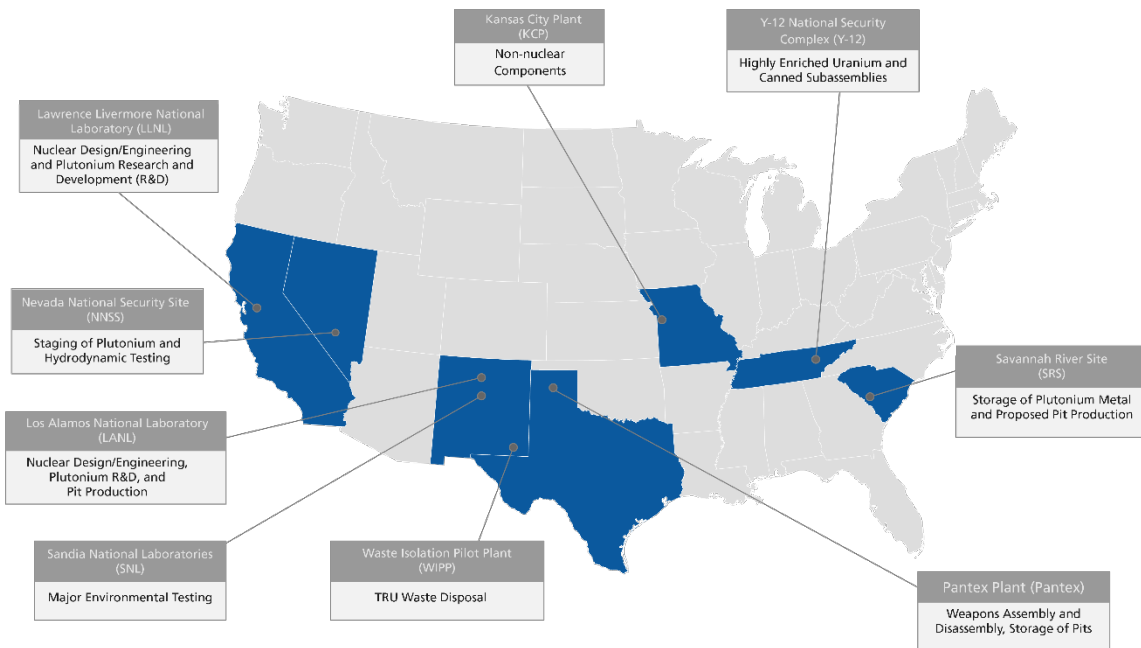 Kansas City Plant
(KCP)
Non-nuclear
Components
Y-12 National Security
Complex (Y-12)
Highly Enriched Uranium and
Canned Subassemblies
Lawrence Livermore National
Laboratory (LLNL)
Nuclear Design/Engineering
and Plutonium Research and
Development (R&D)
Nevada National Security Site
(NNSS)
Staging of Plutonium and
Hydrodynamic Testing
Savannah River Site
(SRS)
Storage of Plutonium Metal
and Proposed Pit Production
Los Alamos National Laboratory
(LANL)
Nuclear Design/Engineering,
Plutonium R&D, and
Pit Production
Sandia National Laboratories
(SNL)
Major Environmental Testing
Waste Isolation Pilot Plant
(WIPP)
TRU Waste Disposal
Pantex Plant (Pantex)
Weapons Assembly and
Disassembly, Storage of Pits